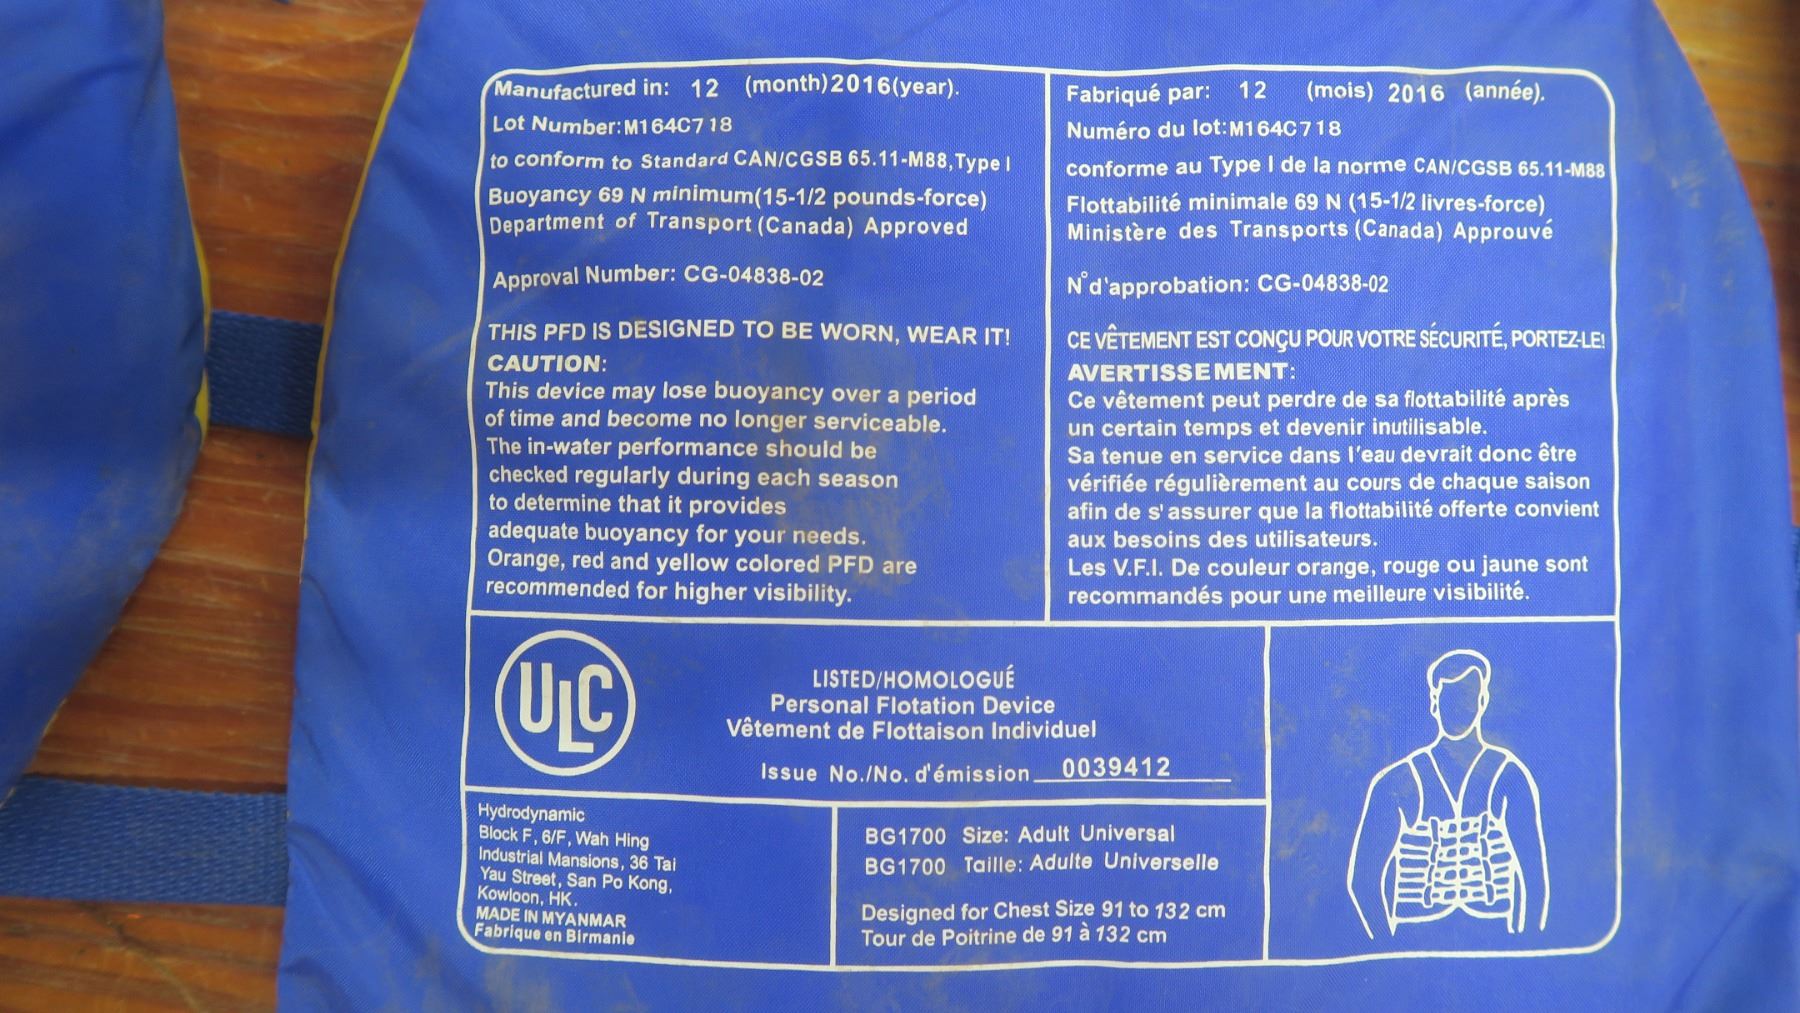 Manufactured in: 12 (month)2016(year).
Lot Number:M164C718
to conform to Standard CAN/CGSB 65.11-M88,Type I
Buoyancy 69 N minimum(15-1/2 pounds-force)
Department of Transport (Canada) Approved
Approval Number: CG-04838-02
THIS PFD IS DESIGNED TO BE WORN, WEAR IT!
CAUTION:
This device may lose buoyancy over a period
of time and become no longer serviceable.
The in-water performance should be
checked regularly during each season
to determine that it provides
adequate buoyancy for your needs.
Orange, red and yellow colored PFD are
recommended for higher visibility.
Fabriqué par: 12 (mois) 2016 (année).
Numéro du lot:M164C718
conforme au Type I de la norme CAN/CGSB 65.11-M88
Flottabilité minimale 69 N (15-1/2 livres-force)
Ministère des Transports (Canada) Approuvé
N° d'approbation: CG-04838-02
CE VÊTEMENT EST CONÇU POUR VOTRE SÉCURITÉ, PORTEZ-LE!
AVERTISSEMENT:
Ce vêtement peut perdre de sa flottabilité après
un certain temps et devenir inutilisable.
Sa tenue en service dans l'eau devrait donc être
vérifiée régulièrement au cours de chaque saison
afin de s'assurer que la flottabilité offerte convient
aux besoins des utilisateurs.
Les V.F.I. De couleur orange, rouge ou jaune sont
recommandés pour une meilleure visibilité.
ULC
LISTED/HOMOLOGUÉ
Personal Flotation Device
Vêtement de Flottaison Individuel
Issue No./No. d'émission 0039412
Hydrodynamic
Block F, 6/F, Wah Hing
Industrial Mansions, 36 Tai
Yau Street, San Po Kong,
Kowloon, HK.
MADE IN MYANMAR
Fabrique en Birmanie
BG1700 Size: Adult Universal
BG1700 Taille: Adulte Universelle
Designed for Chest Size 91 to 132 cm
Tour de Poitrine de 91 à 132 cm